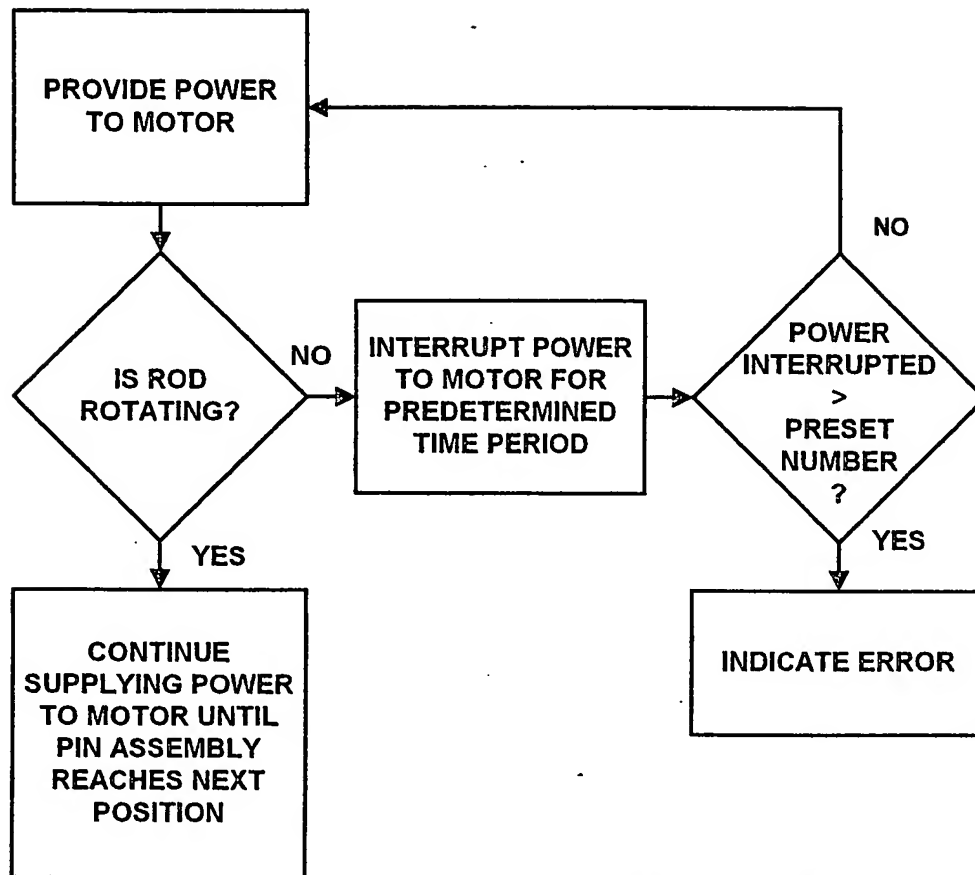 PROVIDE POWER
TO MOTOR
NO
IS ROD
ROTATING?
NO
INTERRUPT POWER
TO MOTOR FOR
PREDETERMINED
TIME PERIOD
POWER
INTERRUPTED
>
PRESET
NUMBER
?
YES
YES
CONTINUE
SUPPLYING POWER
TO MOTOR UNTIL
PIN ASSEMBLY
REACHES NEXT
POSITION
INDICATE ERROR